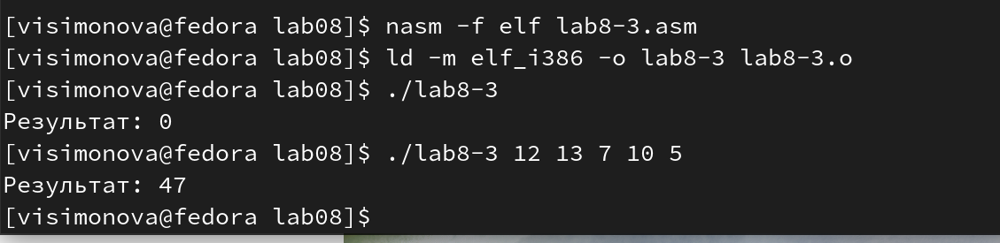 [visimonova@fedora lab08]$ nasm -f elf lab8-3.asm
[visimonova@fedora lab08]$ ld -m elf_i386 -o lab8-3 lab8-3.o
[visimonova@fedora lab08]$ ./lab8-3
Результат: 0
[visimonova@fedora lab08]$ ./lab8-3 12 13 7 10 5
Результат: 47
[visimonova@fedora lab08]$